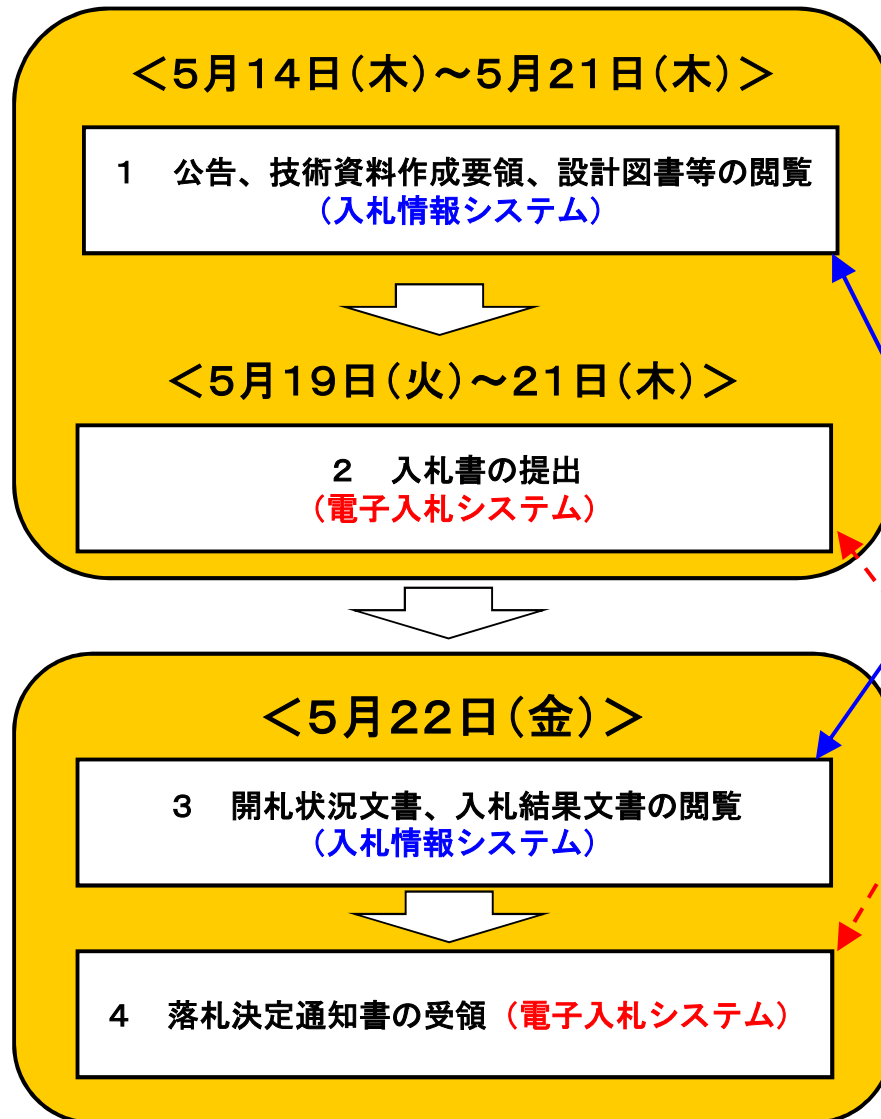 ＜5月14日(木)～5月21日(木)＞
1　公告、技術資料作成要領、設計図書等の閲覧
（入札情報システム）
＜5月19日(火)～21日(木)＞
2　入札書の提出
（電子入札システム）
＜5月22日(金)＞
3　開札状況文書、入札結果文書の閲覧
（入札情報システム）
4　落札決定通知書の受領（電子入札システム）